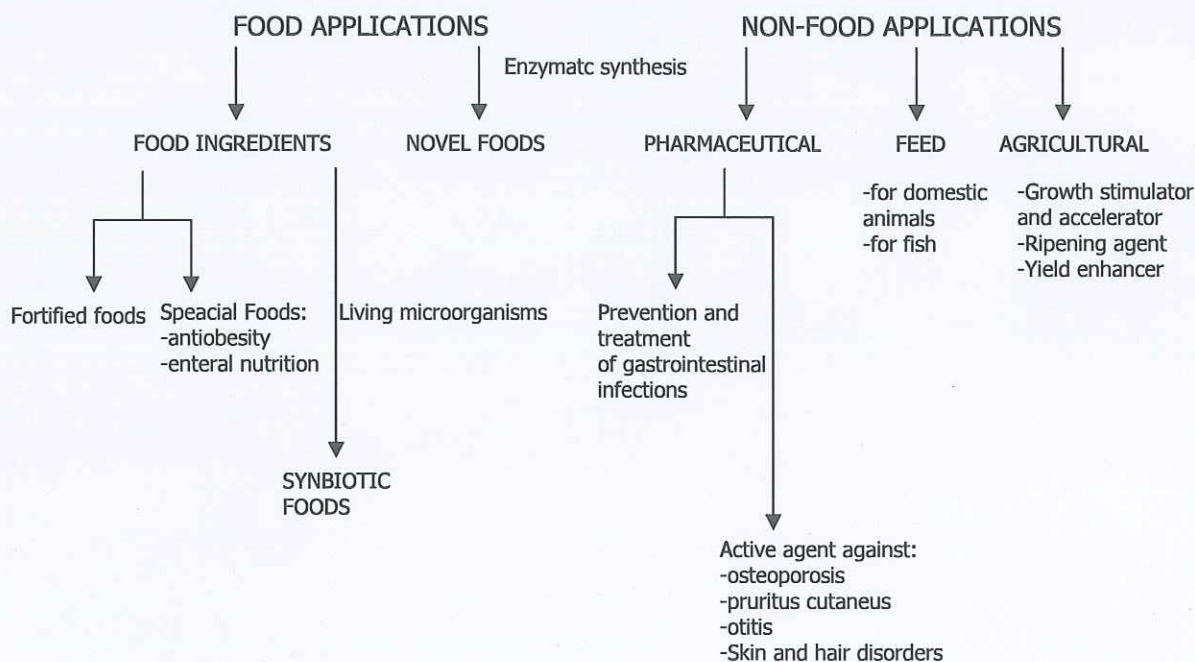 FOOD APPLICATIONS
NON-FOOD APPLICATIONS
Enzymatc synthesis
FOOD INGREDIENTS
NOVEL FOODS
PHARMACEUTICAL
FEED
AGRICULTURAL
-for domestic
animals
-for fish
-Growth stimulator
and accelerator
-Ripening agent
-Yield enhancer
Fortified foods
Speacial Foods:
-antiobesity
-enteral nutrition
Living microorganisms
Prevention and
treatment
of gastrointestinal
infections
SYNBIOTIC
FOODS
Active agent against:
-osteoporosis
-pruritus cutaneus
-otitis
-Skin and hair disorders